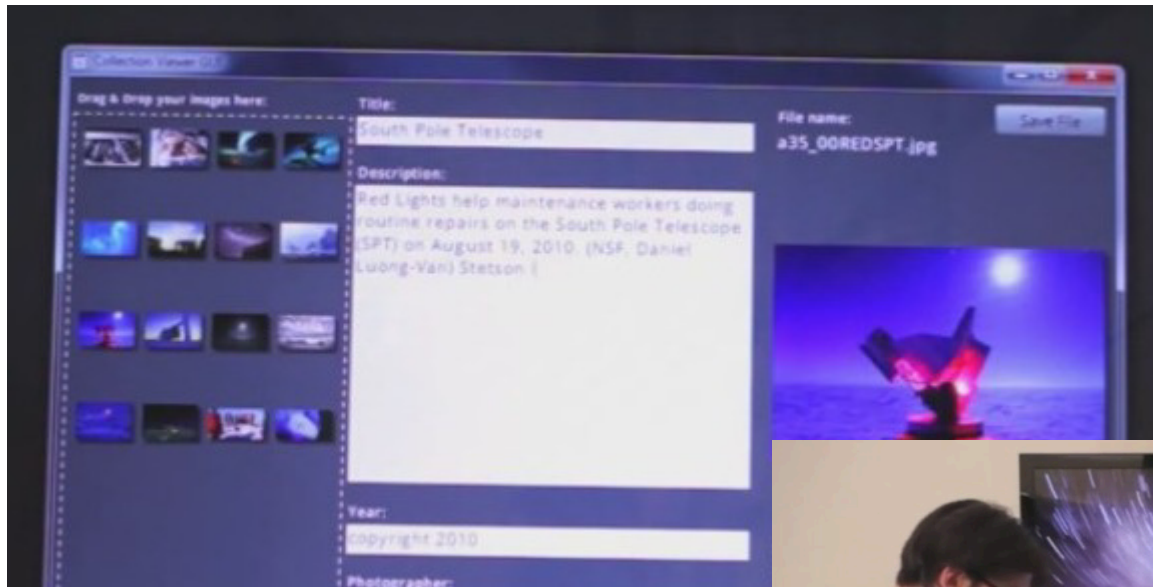 Collection Viewer GUI
Drag & Drop your images here:
Title:
South Pole Telescope
Description:
Red Lights help maintenance workers doing
routine repairs on the South Pole Telescope
(SPT) on August 19, 2010. (NSF, Daniel
Luong-Van) Stetson
File name:
a35_00REDSPT.jpg
Save File
Year:
copyright 2010
Photographer: